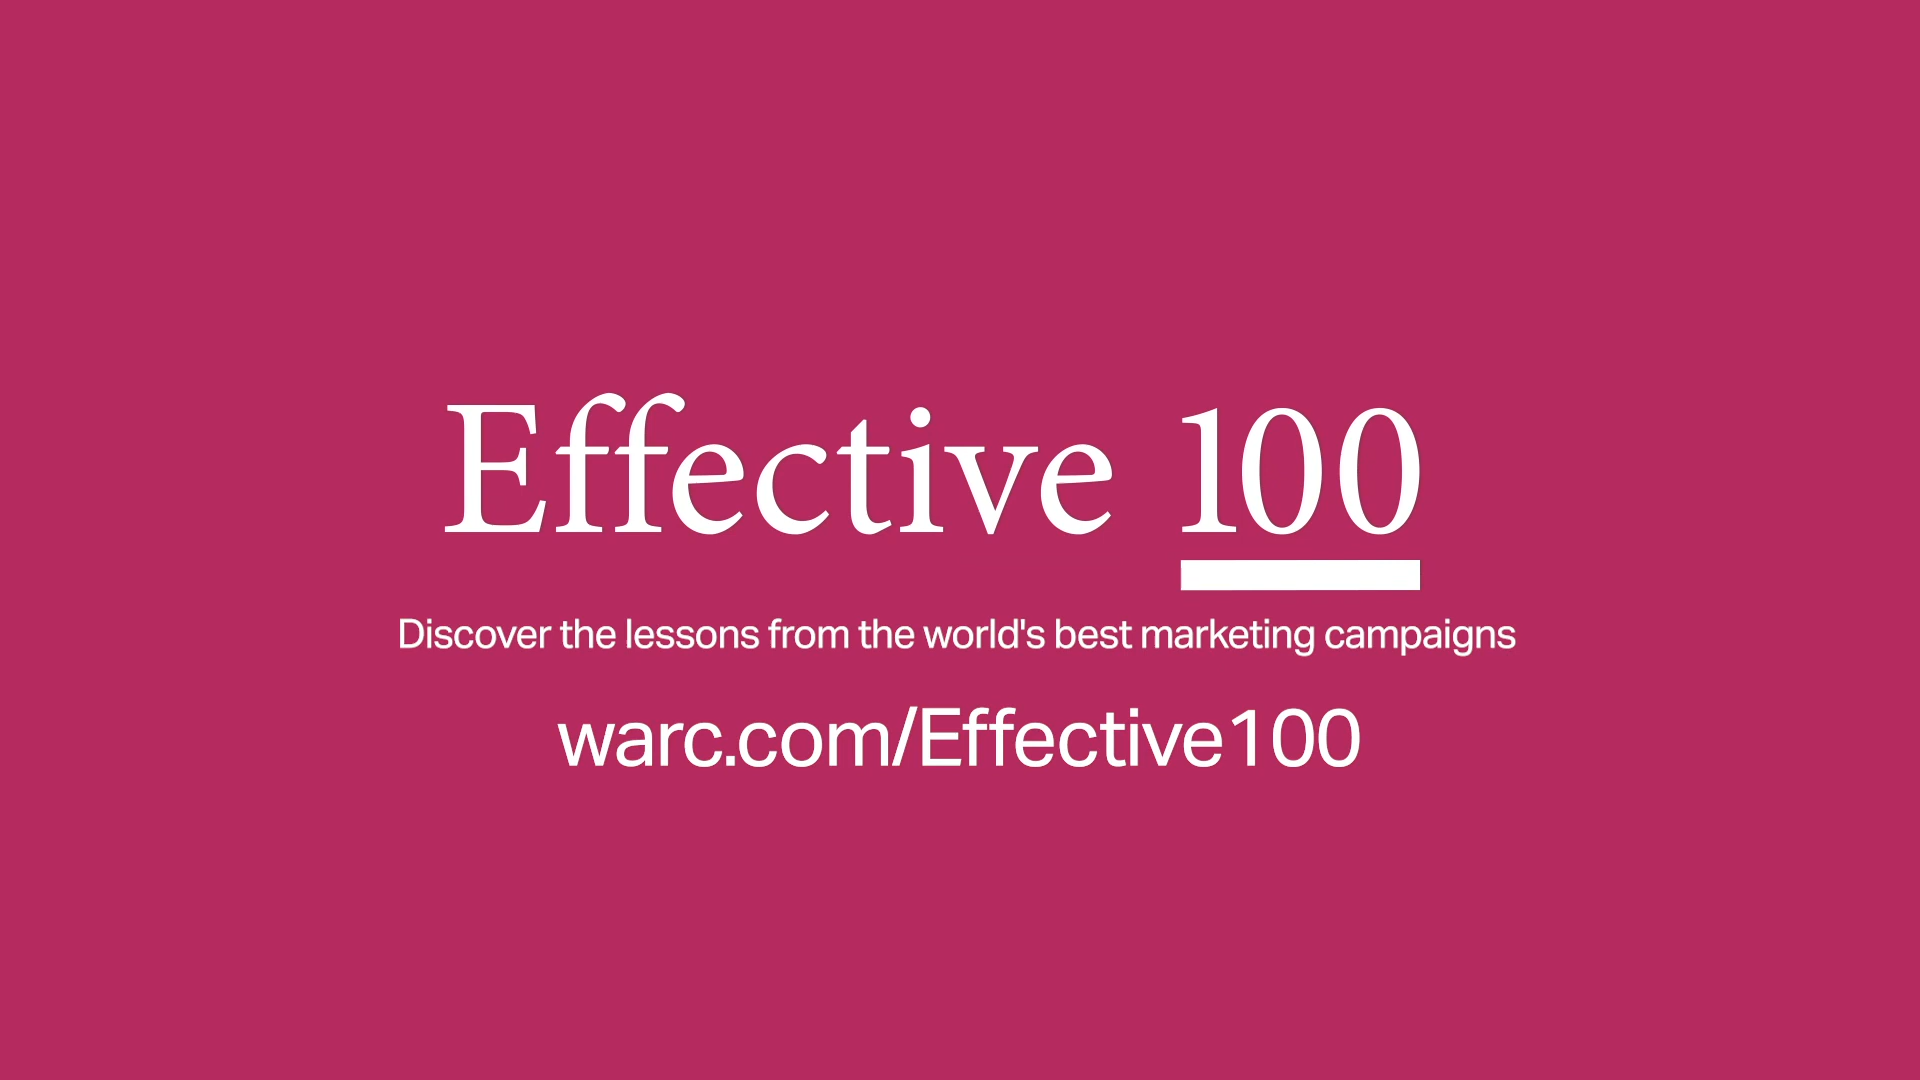 Effective 100
Discover the lessons from the world's best marketing campaigns
warc.com/Effective100